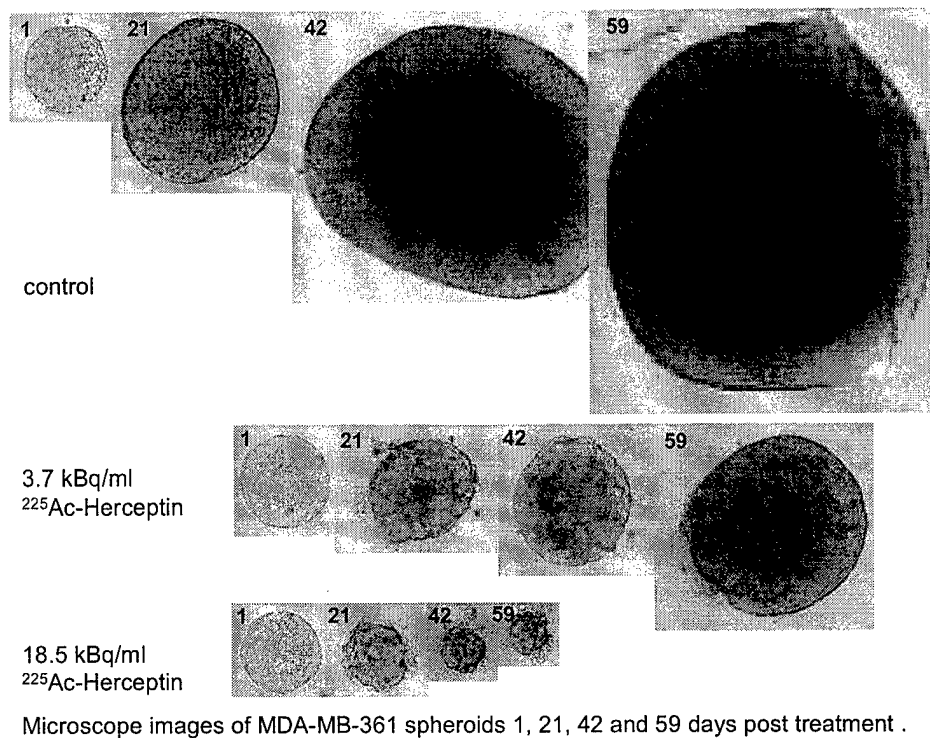 1 21 42 59
control
1 21 42 59
3.7 kBq/ml
²²⁵Ac-Herceptin
1 21 42 59
18.5 kBq/ml
²²⁵Ac-Herceptin
Microscope images of MDA-MB-361 spheroids 1, 21, 42 and 59 days post treatment .